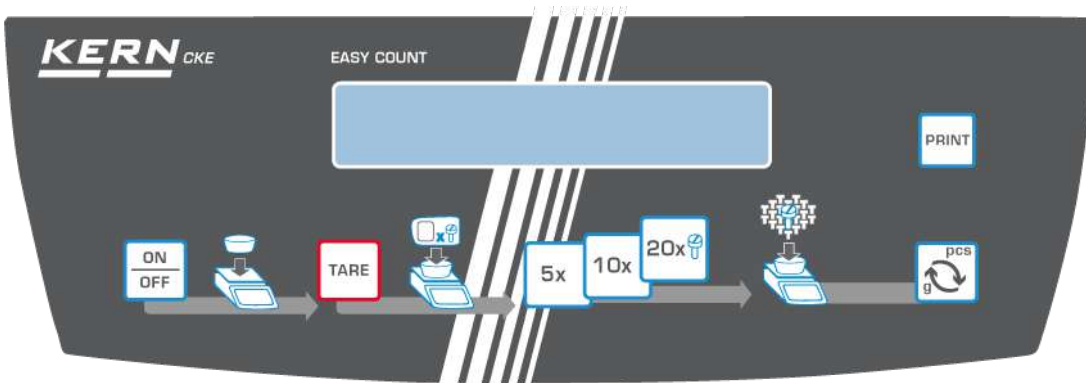 KERN CKE
EASY COUNT
PRINT
ON
OFF
TARE
x
5x
10x
20x
pcs
g